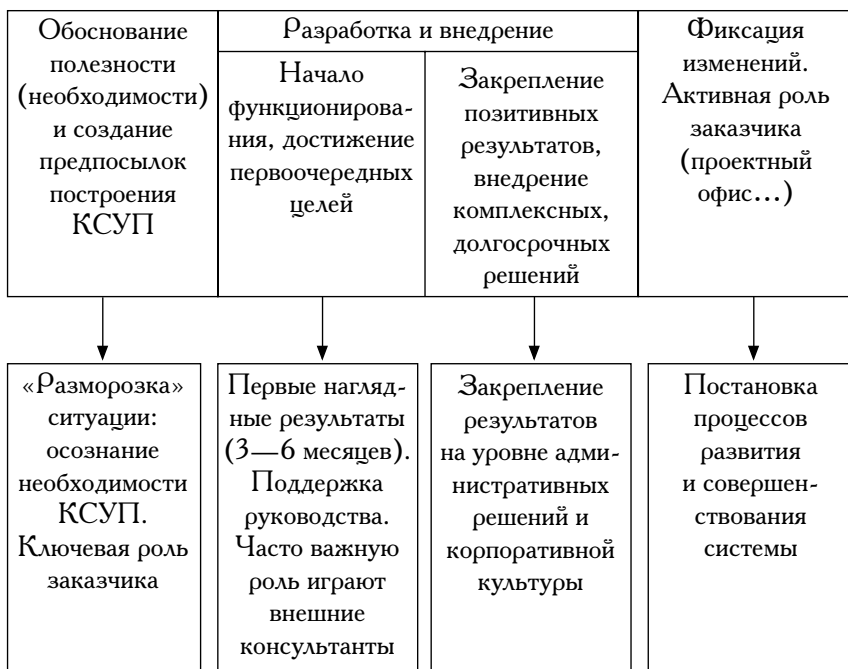 Обоснование
полезности
(необходимости)
и создание
предпосылок
построения
КСУП
Разработка и внедрение
Начало
функционирова-
ния, достижение
первоочередных
целей
Закрепление
позитивных
результатов,
внедрение
комплексных,
долгосрочных
решений
Фиксация
изменений.
Активная роль
заказчика
(проектный
офис...)
«Разморозка»
ситуации:
осознание
необходимости
КСУП.
Ключевая роль
заказчика
Первые нагляд-
ные результаты
(3—6 месяцев).
Поддержка
руководства.
Часто важную
роль играют
внешние
консультанты
Закрепление
результатов
на уровне адми-
нистративных
решений и
корпоративной
культуры
Постановка
процессов
развития
и совершен-
ствования
системы